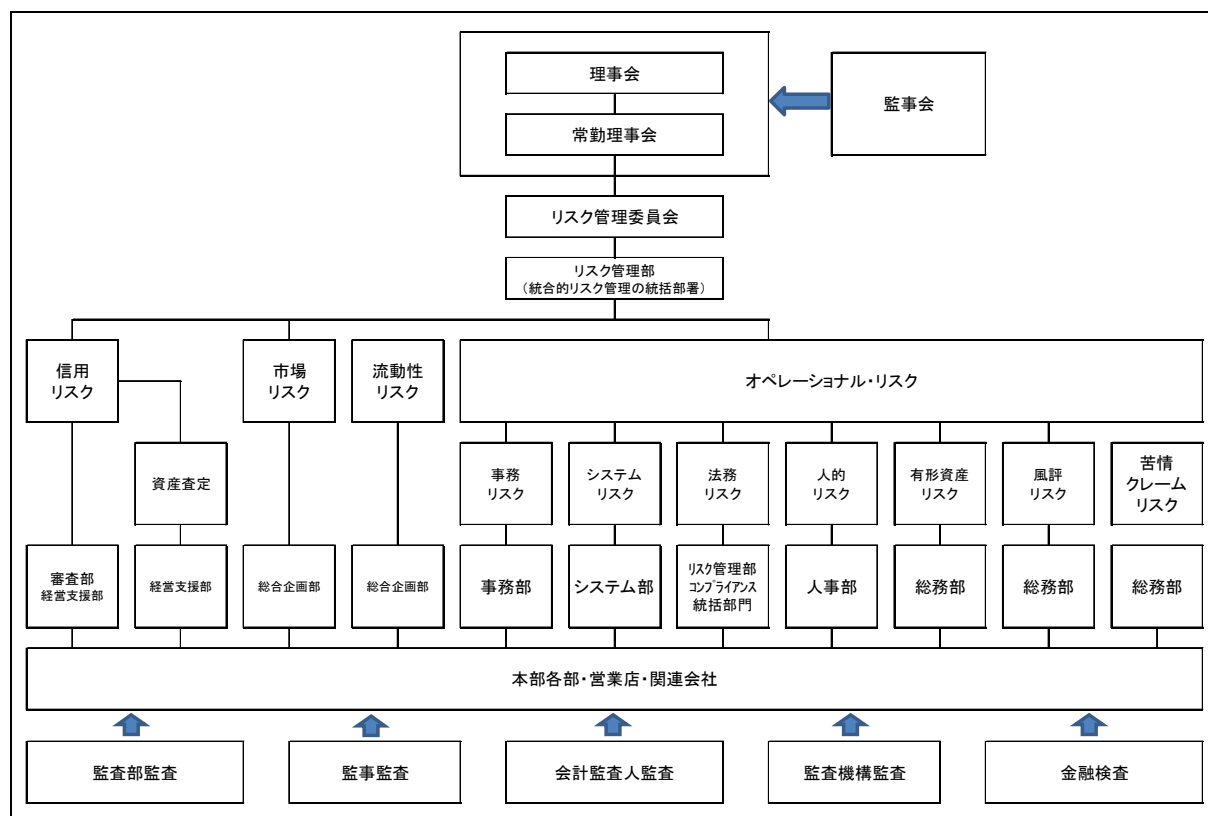 理事会
監事会
常勤理事会
リスク管理委員会
リスク管理部
（統合的リスク管理の統括部署）
信用
リスク
市場
リスク
流動性
リスク
オペレーショナル・リスク
資産査定
事務
リスク
システム
リスク
法務
リスク
人的
リスク
有形資産
リスク
風評
リスク
苦情
クレーム
リスク
審査部
経営支援部
経営支援部
総合企画部
総合企画部
事務部
システム部
リスク管理部
コンプライアンス
統括部門
人事部
総務部
総務部
総務部
本部各部・営業店・関連会社
監査部監査
監事監査
会計監査人監査
監査機構監査
金融検査